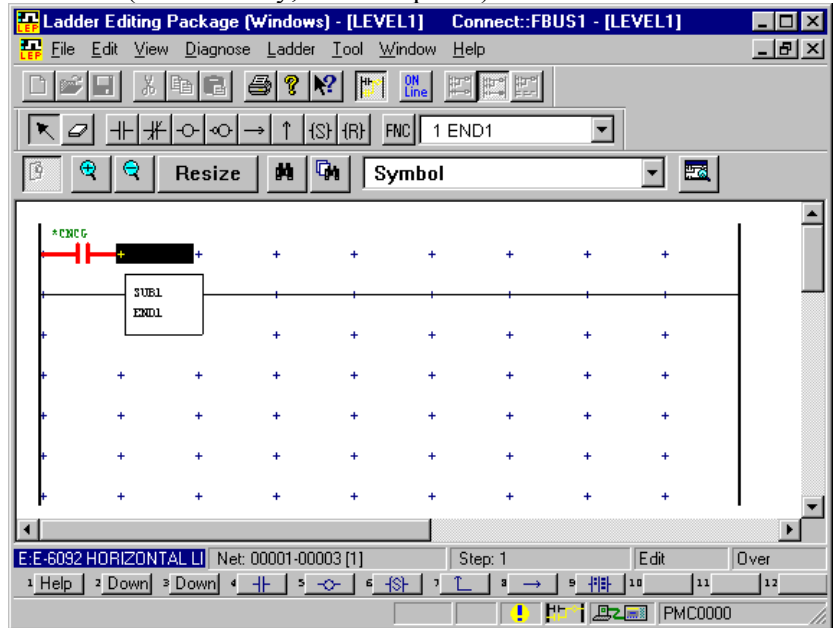 Ladder Editing Package (Windows) - [LEVEL1] Connect::FBUS1 - [LEVEL1]
LEP File Edit View Diagnose Ladder Tool Window Help
ON Line
{S} {R} FNC 1 END1
Resize Symbol
*CNCG
SUB1
END1
E:E-6092 HORIZONTAL LI Net: 00001-00003 [1] Step: 1 Edit Over
1 Help 2 Down 3 Down 4 5 6 {S} 7 8 9 10 11 12
PMC0000